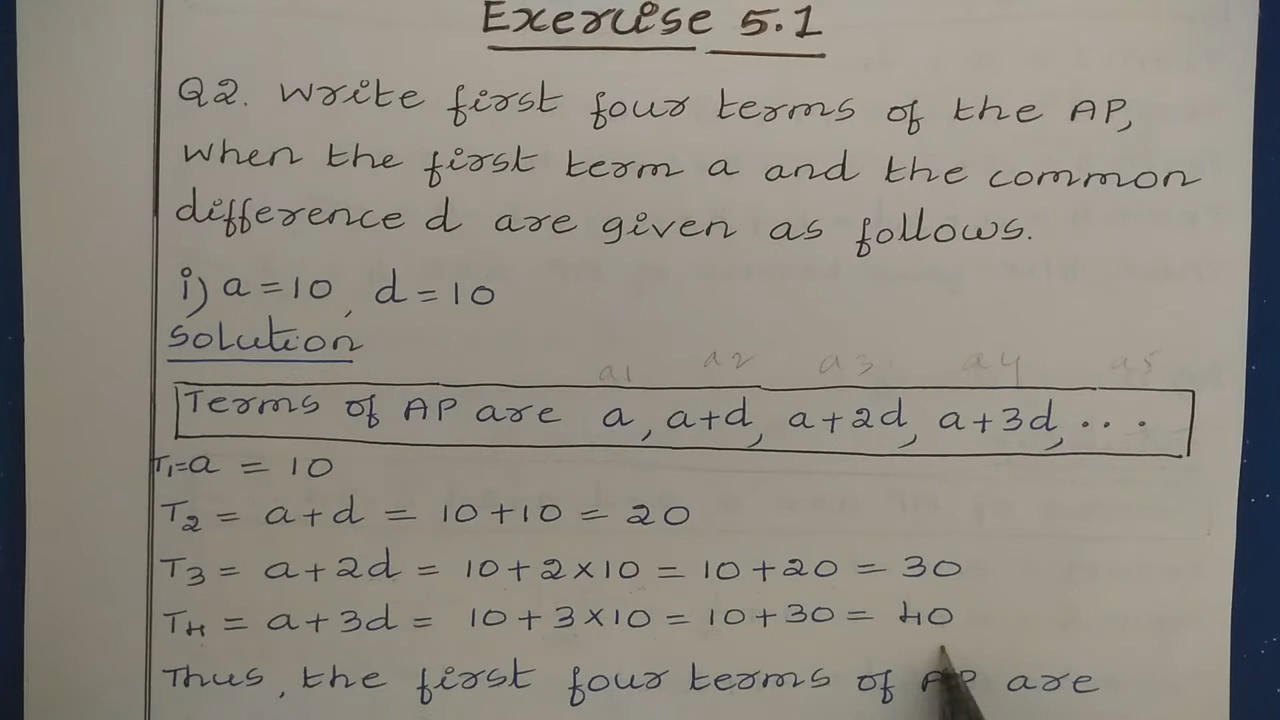 Exercise 5.1
Q2. Write first four terms of the AP,
when the first term a and the common
difference d are given as follows.
i) a = 10, d = 10
Solution
a1 a2 a3 a4 a5
Terms of AP are a, a+d, a+2d, a+3d, ...
T1=a = 10
T2 = a+d = 10+10 = 20
T3 = a+2d = 10+2×10 = 10+20 = 30
T4 = a+3d = 10+3×10 = 10+30 = 40
Thus, the first four terms of AP are